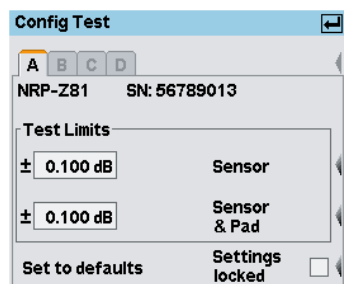 Config Test
A B C D
NRP-Z81 SN: 56789013
Test Limits
± 0.100 dB Sensor
± 0.100 dB Sensor
& Pad
Set to defaults Settings
locked